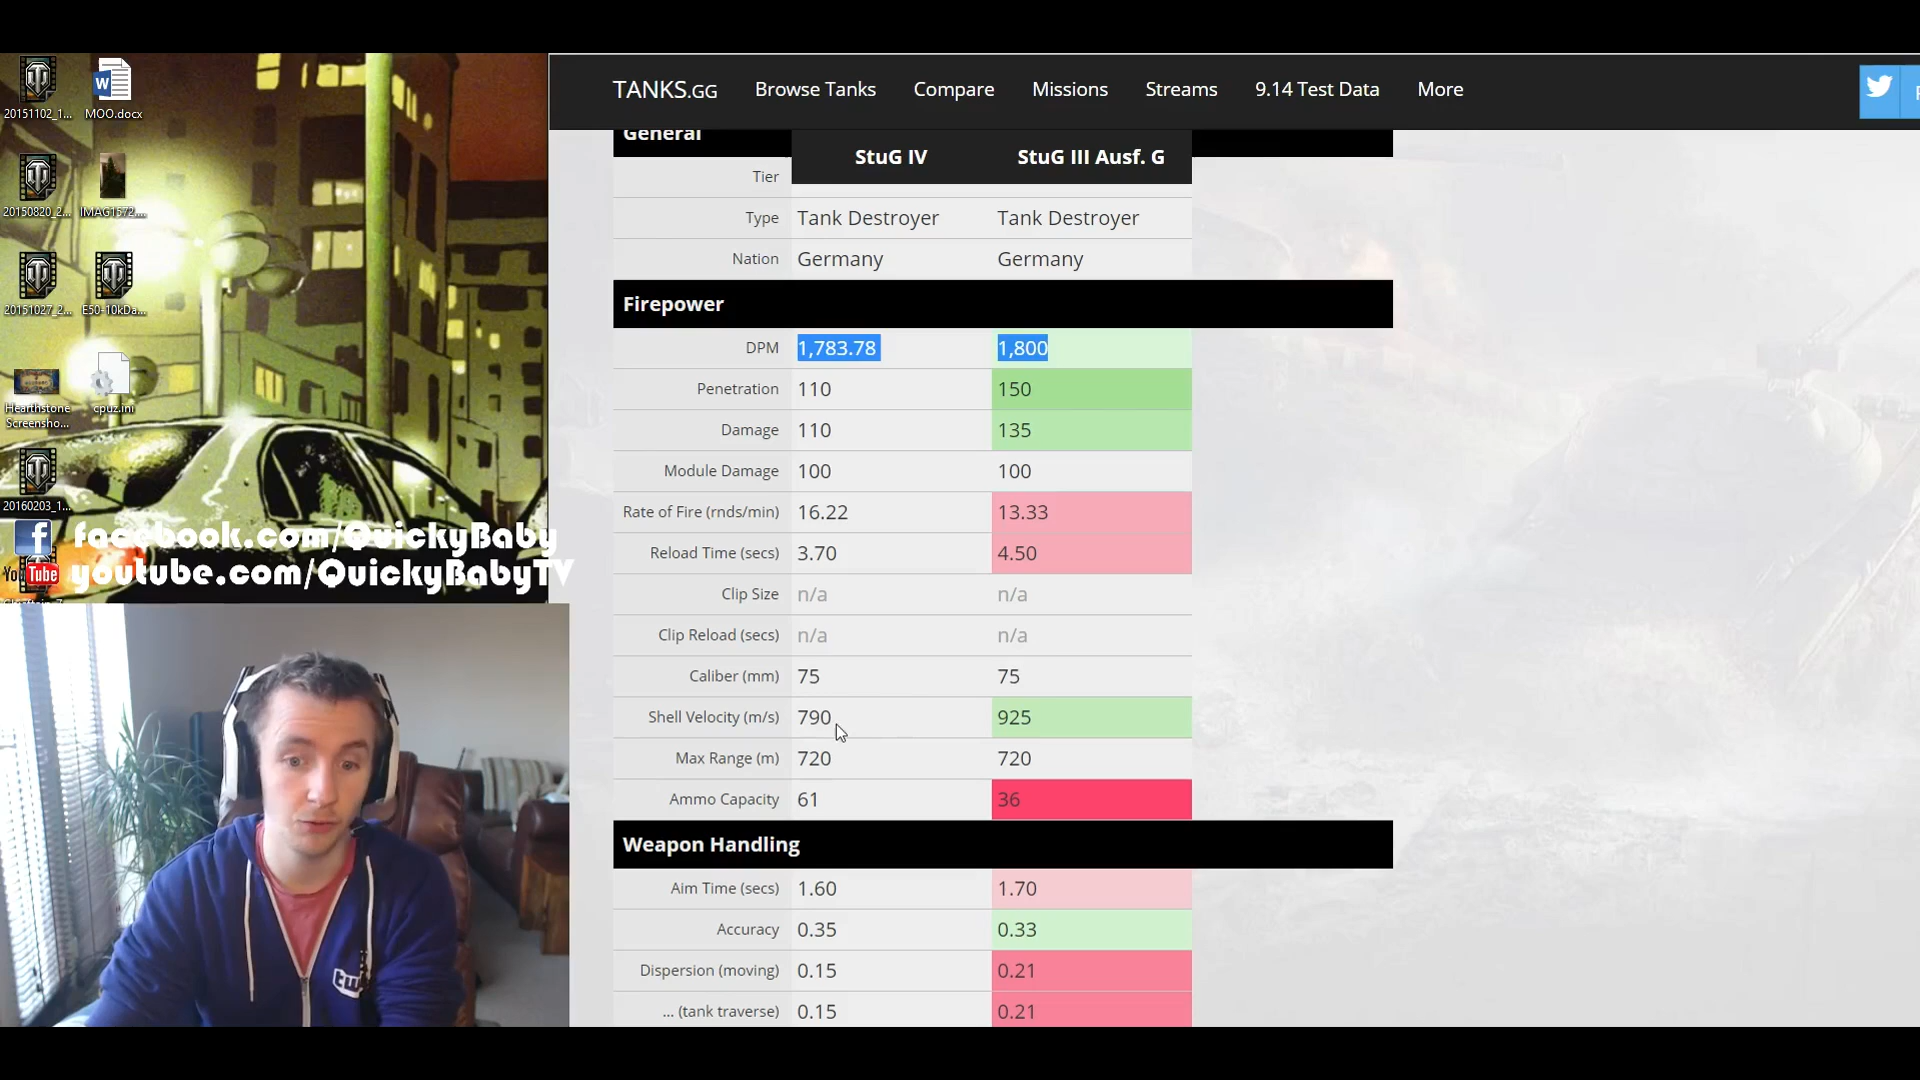 20151102_1...
MOO.docx
20150820_2...
IMAG1572....
20151027_2...
E50-10kDa...
Hearthstone
Screensho...
cpuz.ini
20160203_1...
facebook.com/QuickyBaby
YouTube youtube.com/QuickyBabyTV
TANKS.GG Browse Tanks Compare Missions Streams 9.14 Test Data More
General
StuG IV StuG III Ausf. G
Tier
Type Tank Destroyer Tank Destroyer
Nation Germany Germany
Firepower
DPM 1,783.78 1,800
Penetration 110 150
Damage 110 135
Module Damage 100 100
Rate of Fire (rnds/min) 16.22 13.33
Reload Time (secs) 3.70 4.50
Clip Size n/a n/a
Clip Reload (secs) n/a n/a
Caliber (mm) 75 75
Shell Velocity (m/s) 790 925
Max Range (m) 720 720
Ammo Capacity 61 36
Weapon Handling
Aim Time (secs) 1.60 1.70
Accuracy 0.35 0.33
Dispersion (moving) 0.15 0.21
... (tank traverse) 0.15 0.21